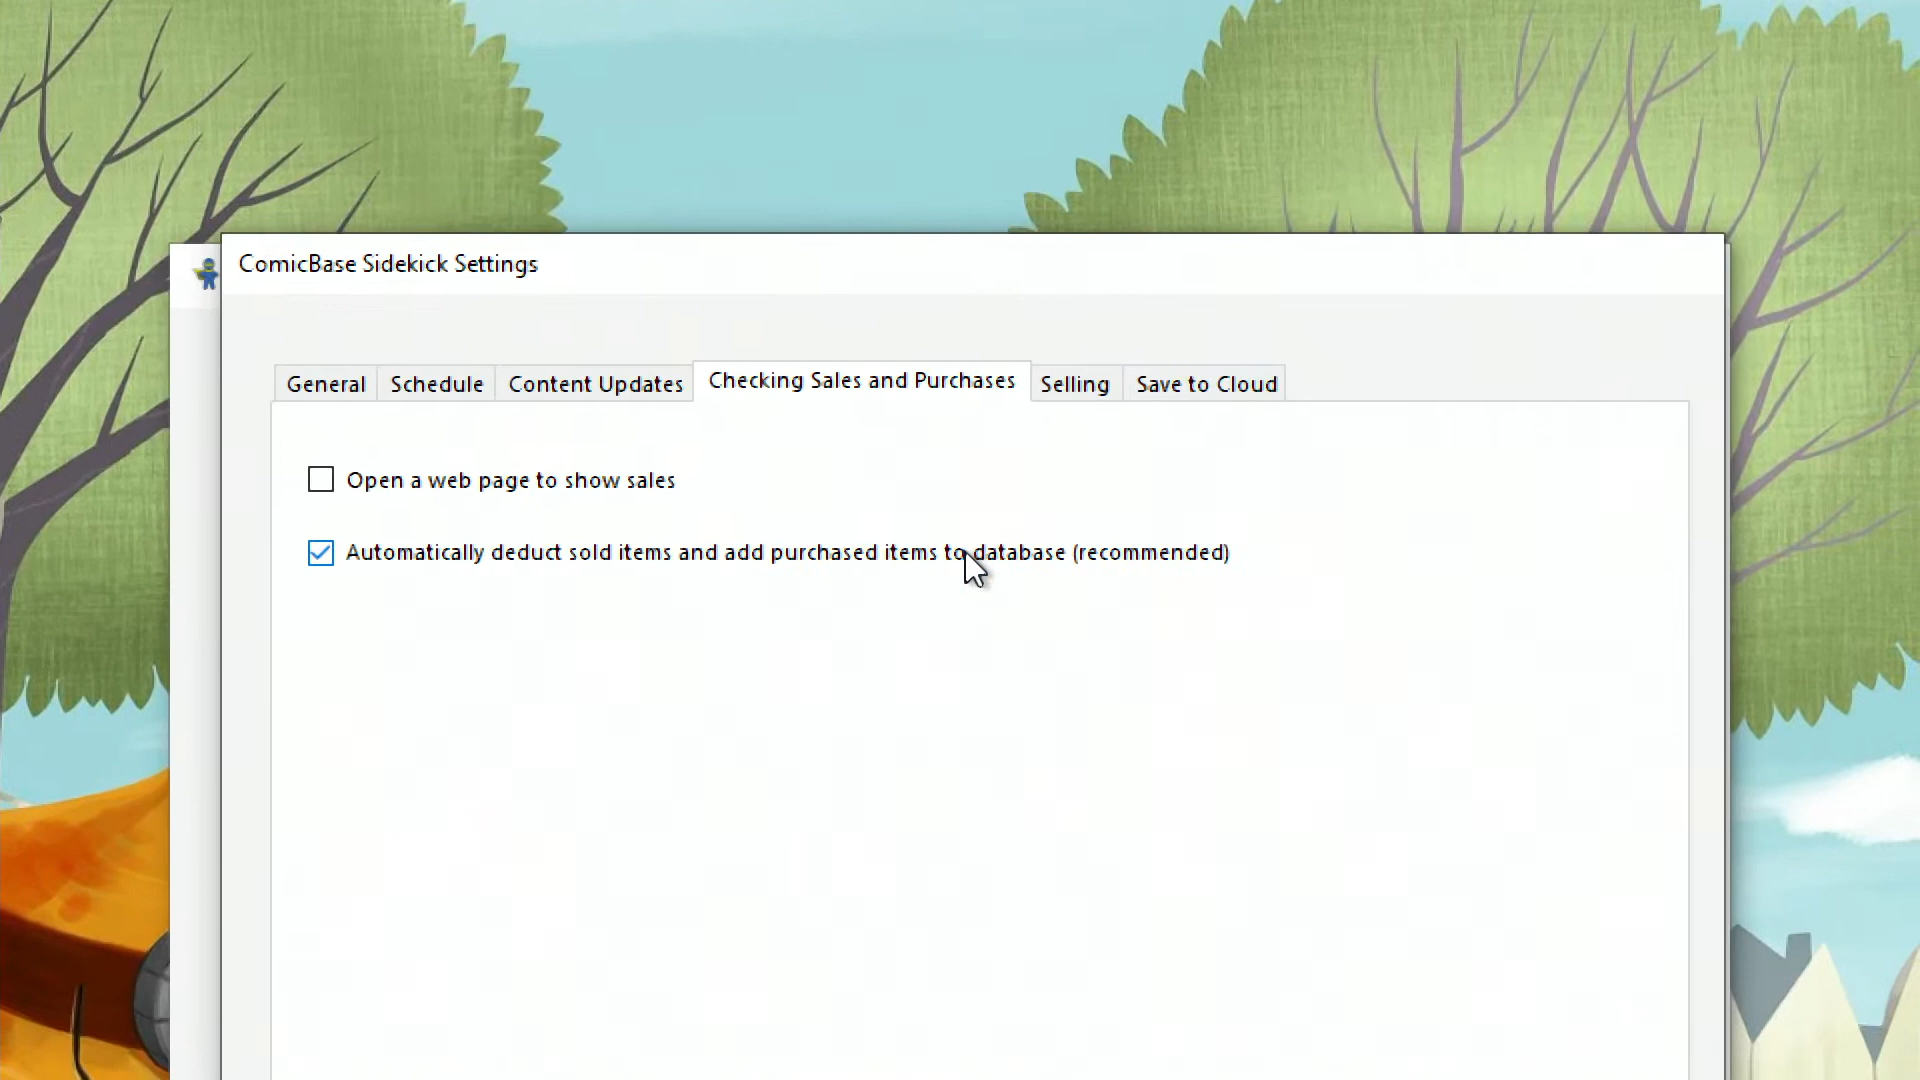 ComicBase Sidekick Settings
General
Schedule
Content Updates
Checking Sales and Purchases
Selling
Save to Cloud
Open a web page to show sales
Automatically deduct sold items and add purchased items to database (recommended)